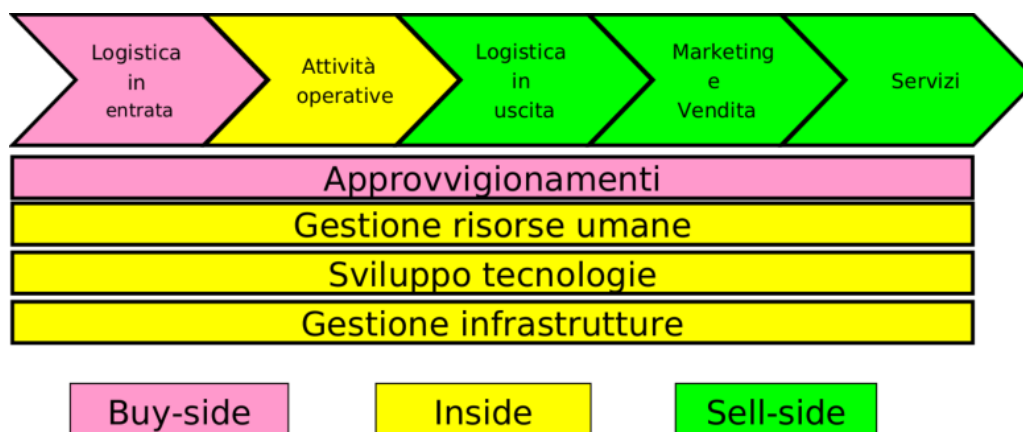 Logistica
in
entrata
Attività
operative
Logistica
in
uscita
Marketing
e
Vendita
Servizi
Approvvigionamenti
Gestione risorse umane
Sviluppo tecnologie
Gestione infrastrutture
Buy-side
Inside
Sell-side